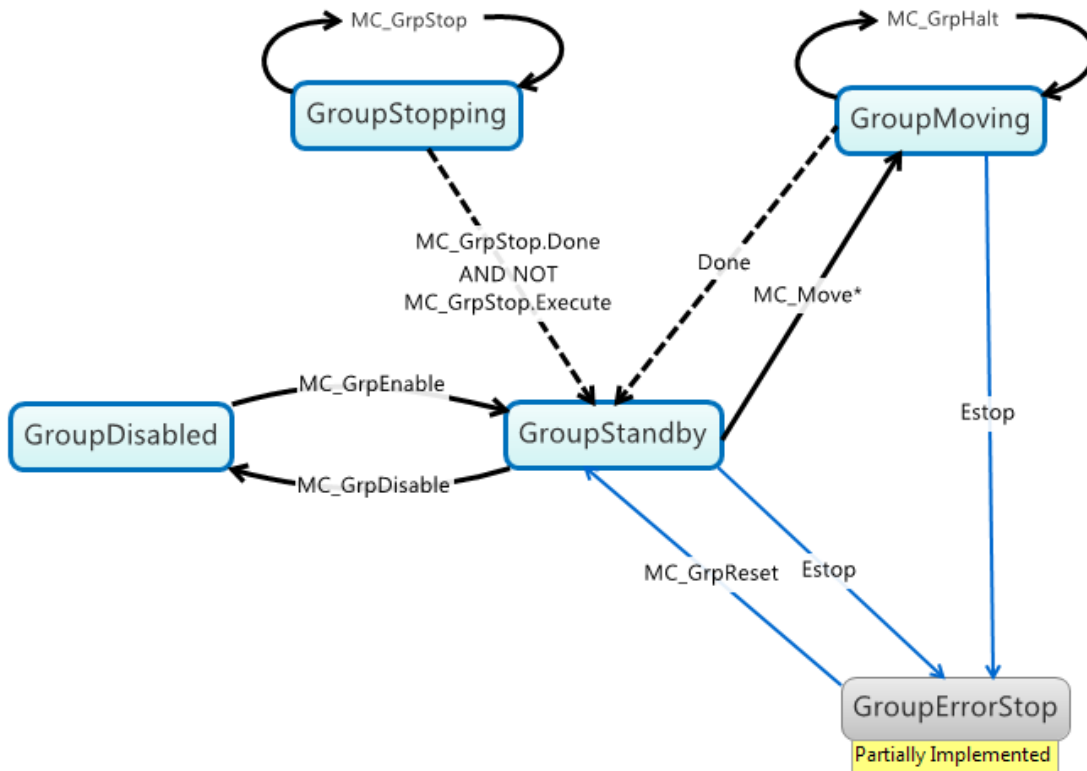 MC_GrpStop
MC_GrpHalt
GroupStopping
GroupMoving
MC_GrpStop.Done
AND NOT
MC_GrpStop.Execute
Done
MC_Move*
MC_GrpEnable
Estop
GroupDisabled
GroupStandby
MC_GrpDisable
MC_GrpReset
Estop
GroupErrorStop
Partially Implemented